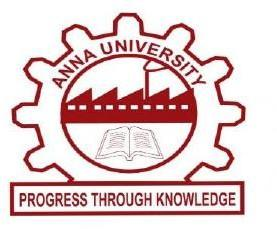 ANNA UNIVERSITY
PROGRESS THROUGH KNOWLEDGE